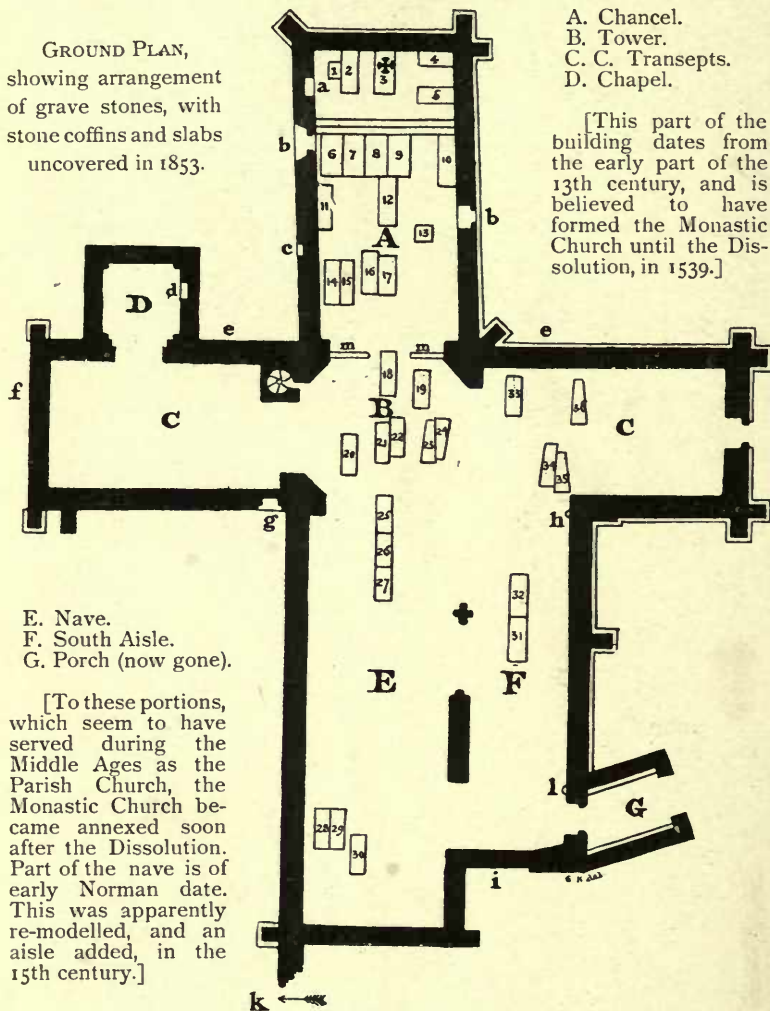 GROUND PLAN,
showing arrangement
of grave stones, with
stone coffins and slabs
uncovered in 1853.
A. Chancel.
B. Tower.
C. C. Transepts.
D. Chapel.
[This part of the
building dates from
the early part of the
13th century, and is
believed to have
formed the Monastic
Church until the Dis-
solution, in 1539.]
1 2 3 4
a
5
b
6 7 8 9 10
11 12 b
A 13
c
14 15 16 17
D d
e e
m m
f
18
B 19 33 36
C C
20 21 22 23 24
34 35
g h
25
26
27
32
31
E. Nave.
F. South Aisle.
G. Porch (now gone).
E F
[To these portions,
which seem to have
served during the
Middle Ages as the
Parish Church, the
Monastic Church be-
came annexed soon
after the Dissolution.
Part of the nave is of
early Norman date.
This was apparently
re-modelled, and an
aisle added, in the
15th century.]
l G
28 29
30
i
k